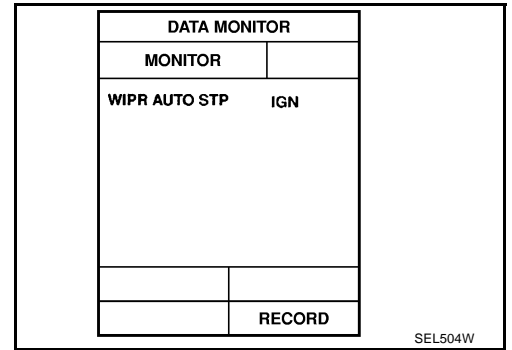 DATA MONITOR
MONITOR
WIPR AUTO STP IGN
RECORD
SEL504W